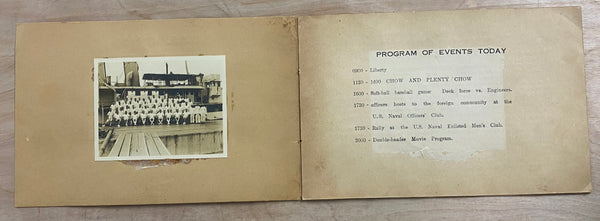 PROGRAM OF EVENTS TODAY
0900 - Liberty
1130 - 1400 CHOW AND PLENTY CHOW
1600 - Soft-ball baseball game: Deck force vs. Engineers.
1730 - officers hosts to the foreign community at the
U.S. Naval Officers' Club.
1730 - Rally at the U.S. Naval Enlisted Men's Club.
2000 - Double-header Movie Program.